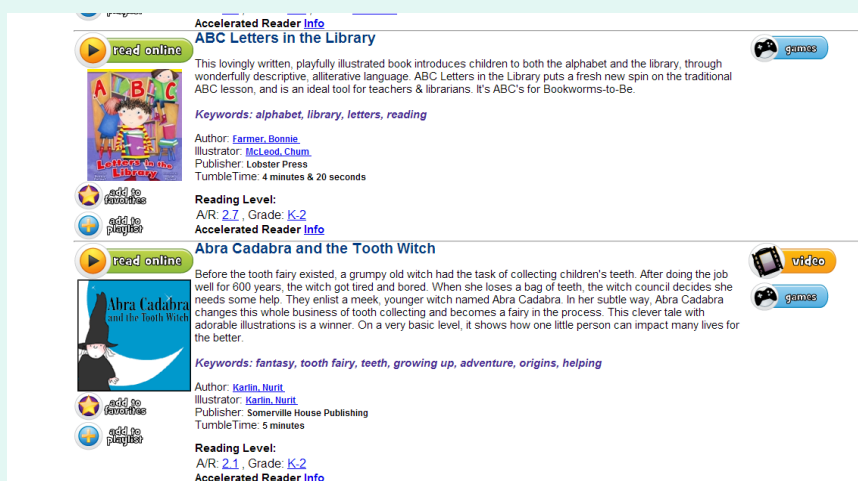 Accelerated Reader Info
read online
ABC Letters in the Library
games
This lovingly written, playfully illustrated book introduces children to both the alphabet and the library, through
wonderfully descriptive, alliterative language. ABC Letters in the Library puts a fresh new spin on the traditional
ABC lesson, and is an ideal tool for teachers & librarians. It's ABC's for Bookworms-to-Be.
Keywords: alphabet, library, letters, reading
ABC
Letters in the
Library
Author: Farmer, Bonnie
Illustrator: McLeod, Chum
Publisher: Lobster Press
TumbleTime: 4 minutes & 20 seconds
add to
favorites
add to
playlist
Reading Level:
A/R: 2.7 , Grade: K-2
Accelerated Reader Info
read online
Abra Cadabra and the Tooth Witch
video
games
Before the tooth fairy existed, a grumpy old witch had the task of collecting children's teeth. After doing the job
well for 600 years, the witch got tired and bored. When she loses a bag of teeth, the witch council decides she
needs some help. They enlist a meek, younger witch named Abra Cadabra. In her subtle way, Abra Cadabra
changes this whole business of tooth collecting and becomes a fairy in the process. This clever tale with
adorable illustrations is a winner. On a very basic level, it shows how one little person can impact many lives for
the better.
Keywords: fantasy, tooth fairy, teeth, growing up, adventure, origins, helping
Abra Cadabra
and the Tooth Witch
Author: Karlin, Nurit
Illustrator: Karlin, Nurit
Publisher: Somerville House Publishing
TumbleTime: 5 minutes
add to
favorites
add to
playlist
Reading Level:
A/R: 2.1 , Grade: K-2
Accelerated Reader Info